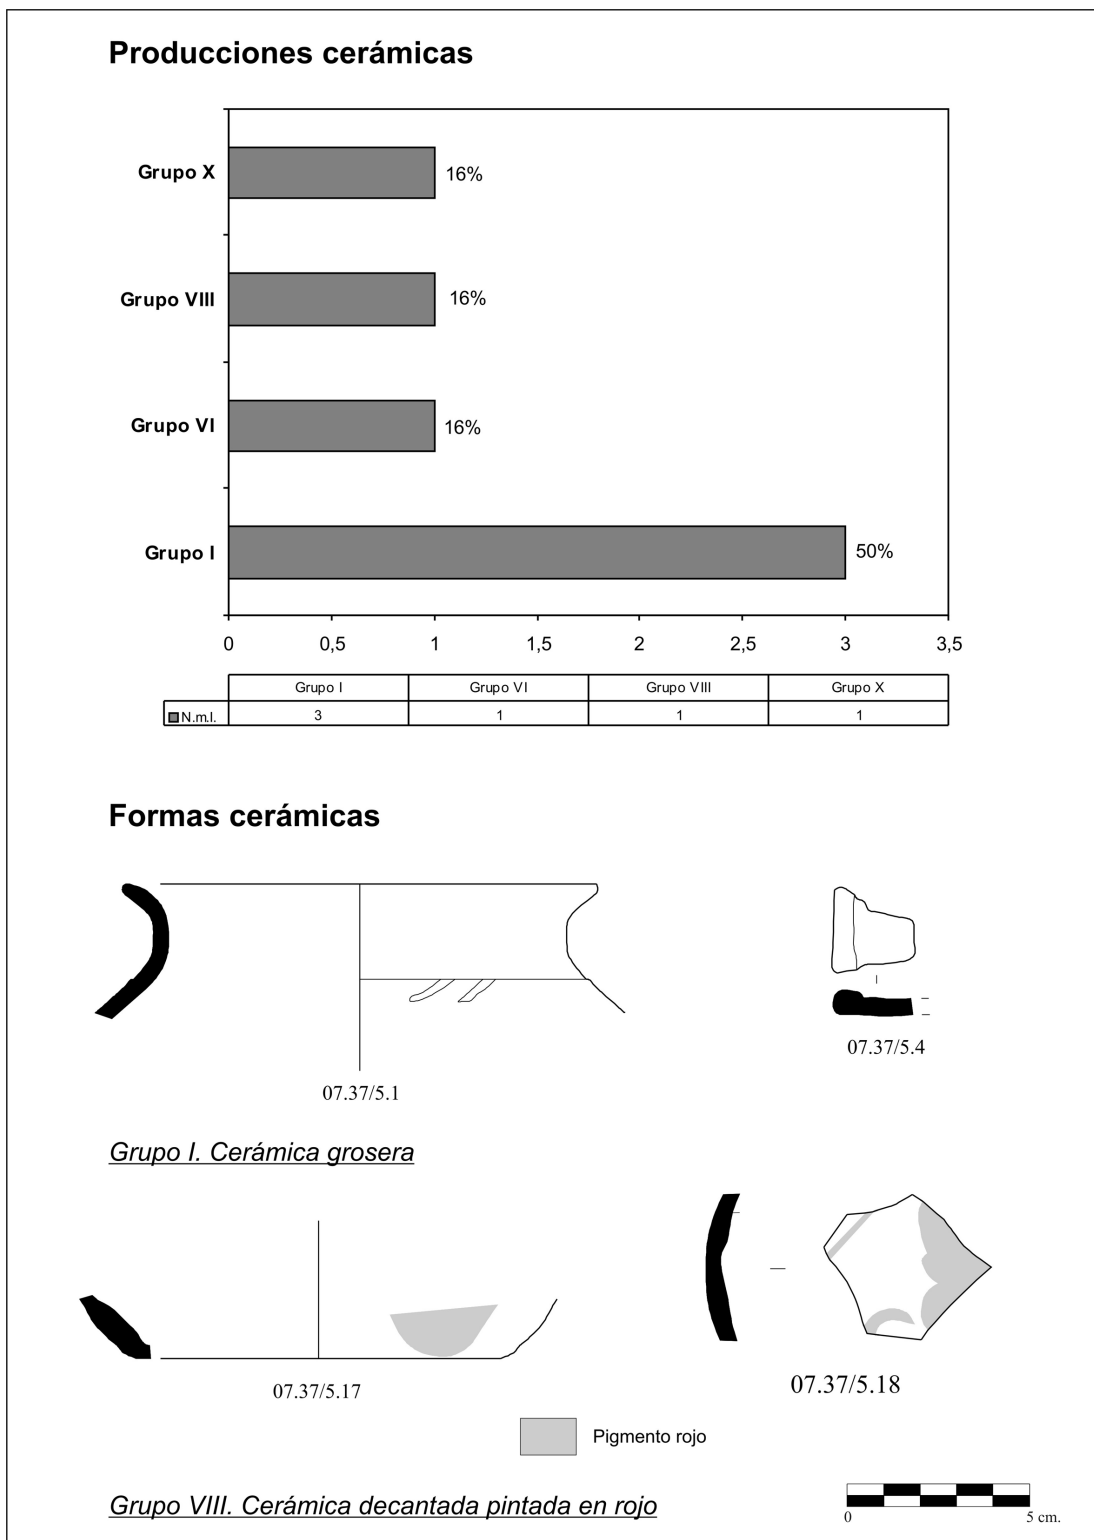 Producciones cerámicas
Grupo X
16%
Grupo VIII
16%
Grupo VI
16%
Grupo I
50%
0 0,5 1 1,5 2 2,5 3 3,5
Grupo I Grupo VI Grupo VIII Grupo X
N.m.I. 3 1 1 1
Formas cerámicas
07.37/5.4
07.37/5.1
Grupo I. Cerámica grosera
07.37/5.17
07.37/5.18
Pigmento rojo
Grupo VIII. Cerámica decantada pintada en rojo
0 5 cm.